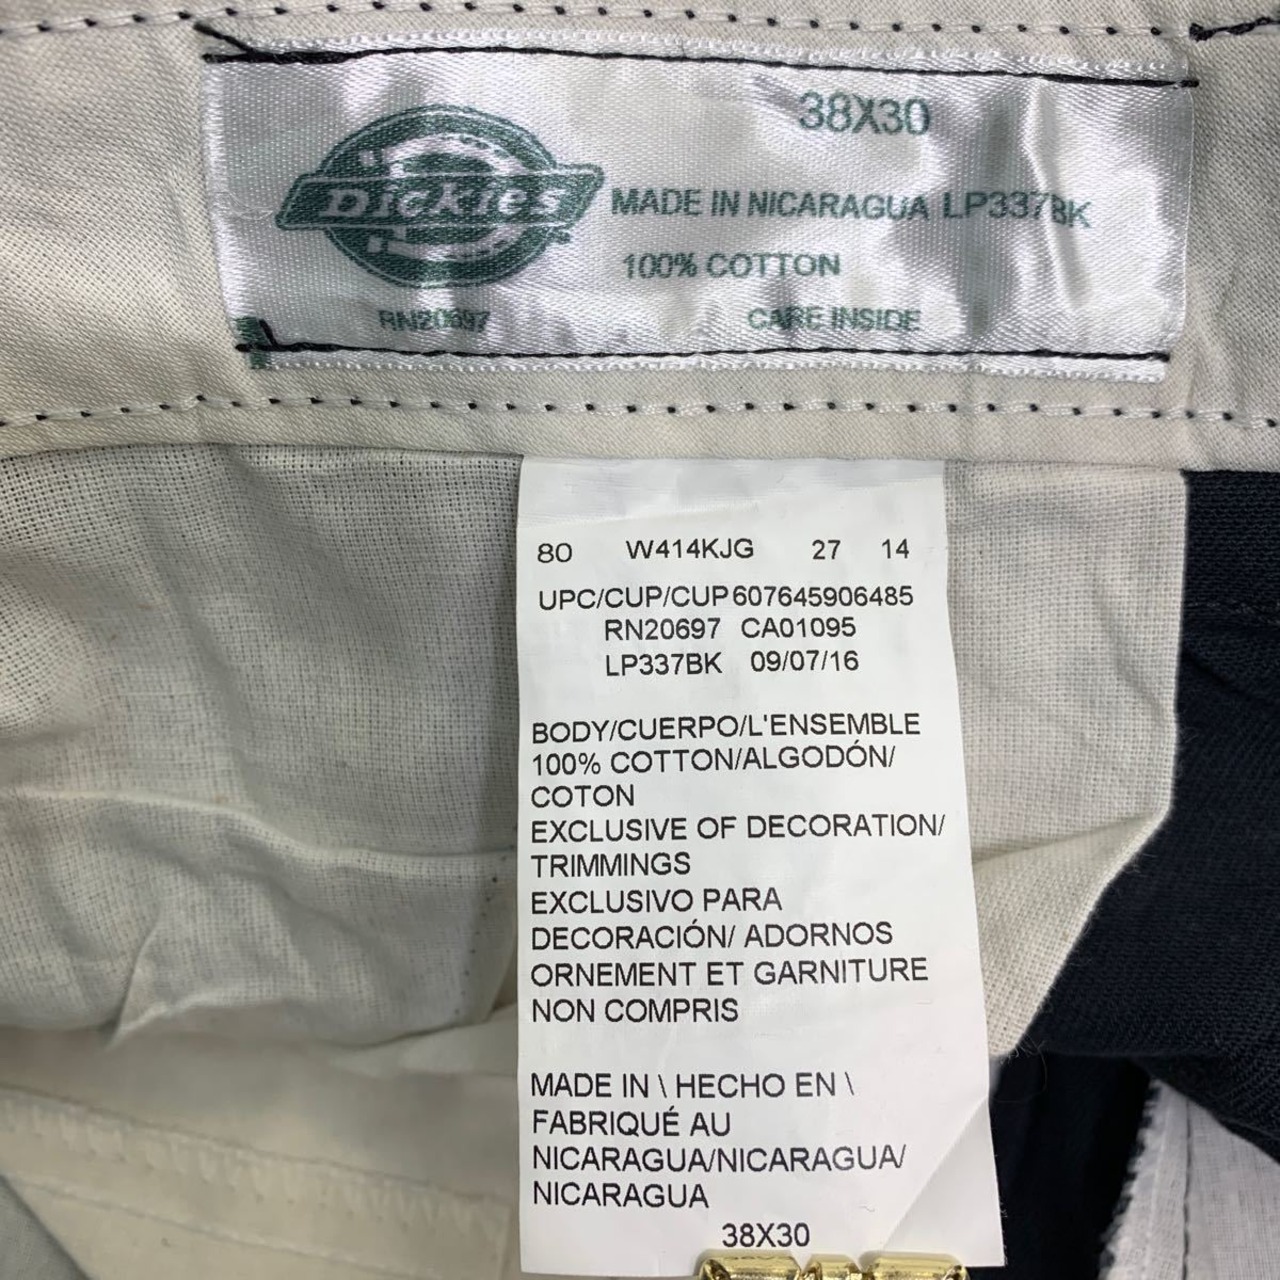 38X30
Dickies
MADE IN NICARAGUA LP337BK
100% COTTON
RN20697
CARE INSIDE
80 W414KJG 27 14
UPC/CUP/CUP 607645906485
RN20697 CA01095
LP337BK 09/07/16
BODY/CUERPO/L'ENSEMBLE
100% COTTON/ALGODÓN/
COTON
EXCLUSIVE OF DECORATION/
TRIMMINGS
EXCLUSIVO PARA
DECORACIÓN/ ADORNOS
ORNEMENT ET GARNITURE
NON COMPRIS
MADE IN \ HECHO EN \
FABRIQUÉ AU
NICARAGUA/NICARAGUA/
NICARAGUA
38X30